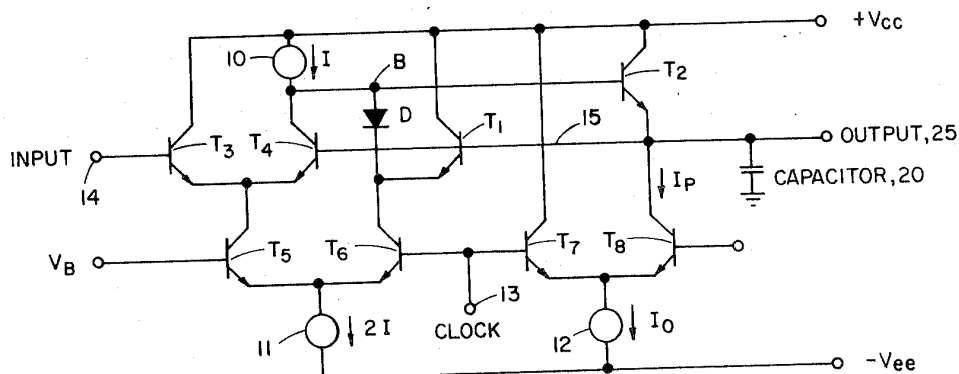 +Vcc
10
I
B
T2
D
T1
15
INPUT
T3
T4
OUTPUT, 25
14
IP
CAPACITOR, 20
VB
T5
T6
T7
T8
13
CLOCK
11
2I
12
IO
-Vee